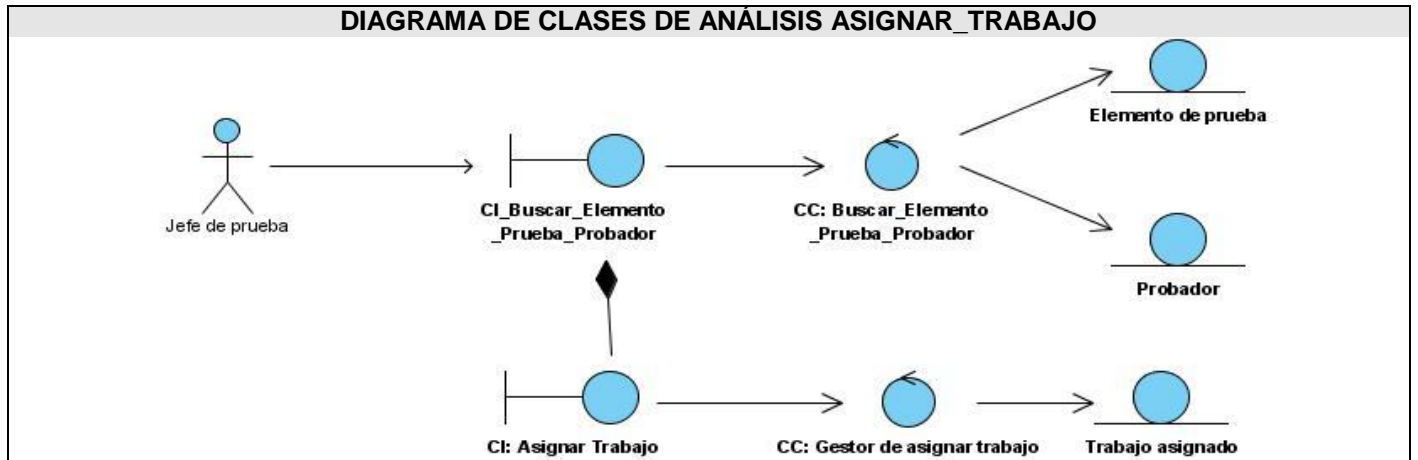 DIAGRAMA DE CLASES DE ANÁLISIS ASIGNAR_TRABAJO
Elemento de prueba
Jefe de prueba
CI_Buscar_Elemento
_Prueba_Probador
CC: Buscar_Elemento
_Prueba_Probador
Probador
CI: Asignar Trabajo
CC: Gestor de asignar trabajo
Trabajo asignado